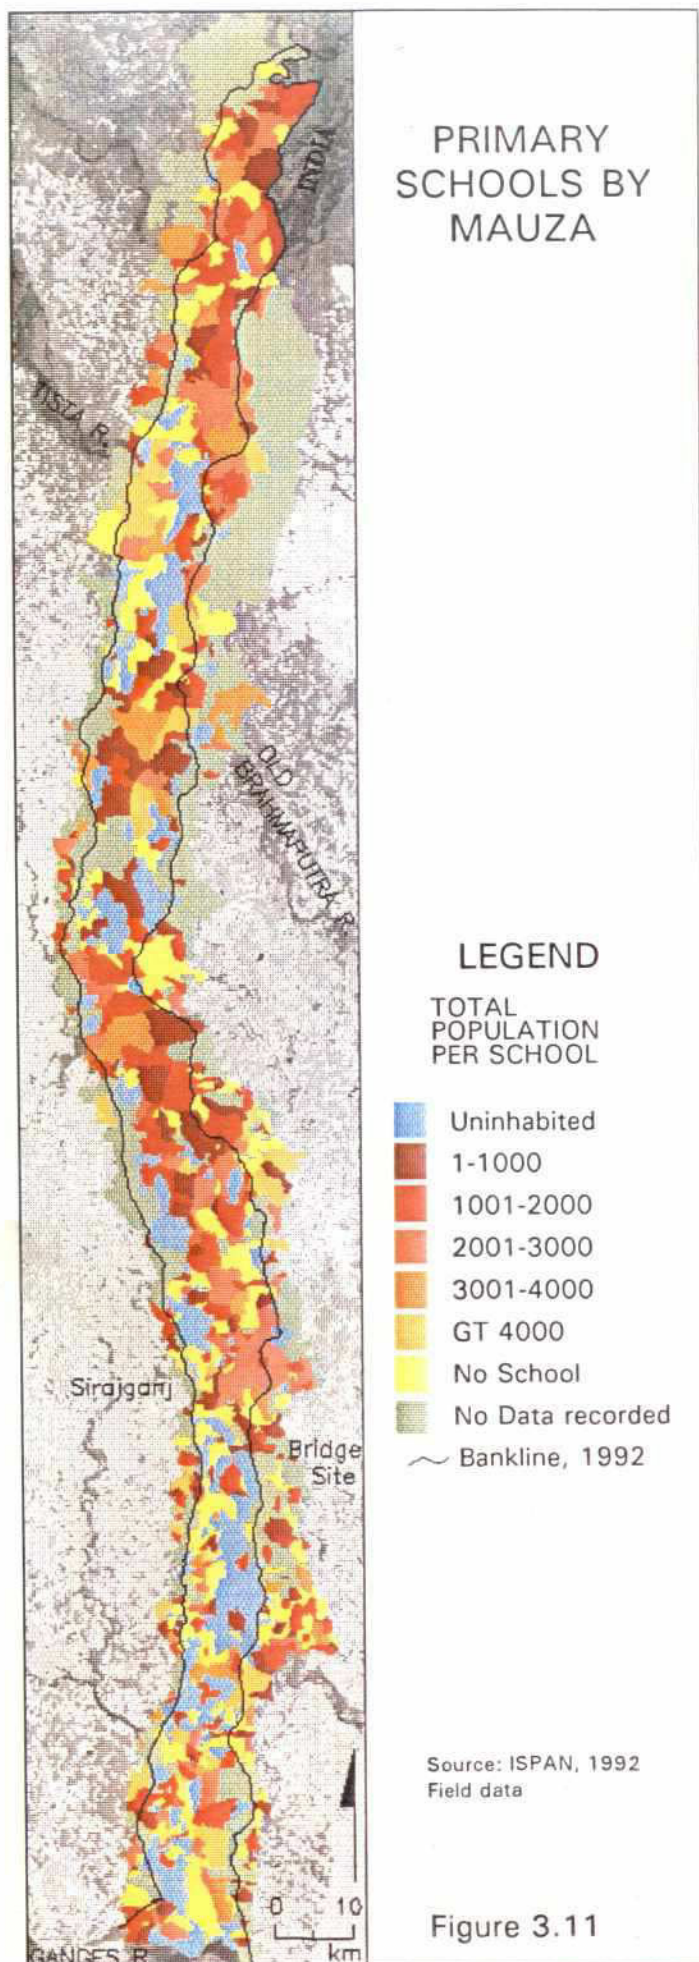 PRIMARY
SCHOOLS BY
MAUZA
INDIA
TISTA R.
OLD
BRAHMAPUTRA R.
LEGEND
TOTAL
POPULATION
PER SCHOOL
Uninhabited
1-1000
1001-2000
2001-3000
3001-4000
GT 4000
No School
No Data recorded
Bankline, 1992
Sirajganj
Bridge
Site
Source: ISPAN, 1992
Field data
0 10
km
Figure 3.11
GANGES R.